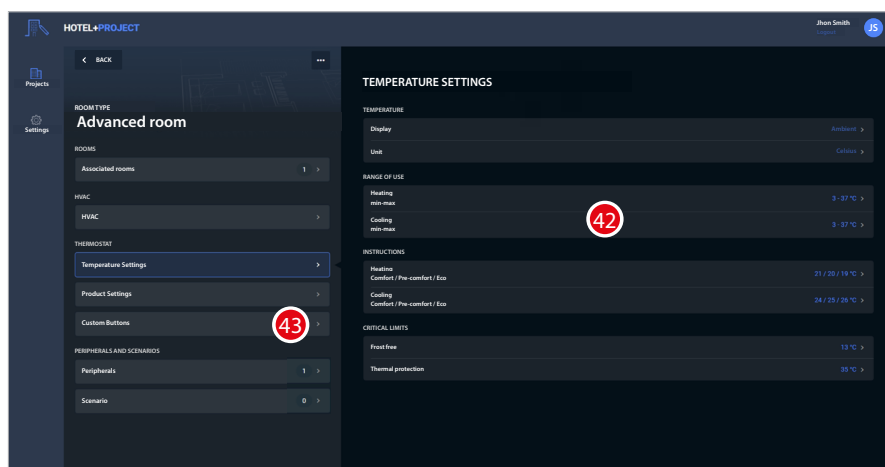 HOTEL+PROJECT
Jhon Smith
Logout
JS
BACK
Projects
Settings
ROOM TYPE
Advanced room
ROOMS
Associated rooms 1
HVAC
HVAC
THERMOSTAT
Temperature Settings
Product Settings
Custom Buttons
43
PERIPHERALS AND SCENARIOS
Peripherals 1
Scenario 0
TEMPERATURE SETTINGS
TEMPERATURE
Display Ambient
Unit Celsius
RANGE OF USE
Heating
min-max 3 - 37 °C
42
Cooling
min-max 3 - 37 °C
INSTRUCTIONS
Heating
Comfort / Pre-comfort / Eco 21 / 20 / 19 °C
Cooling
Comfort / Pre-comfort / Eco 24 / 25 / 26 °C
CRITICAL LIMITS
Frost free 13 °C
Thermal protection 35 °C